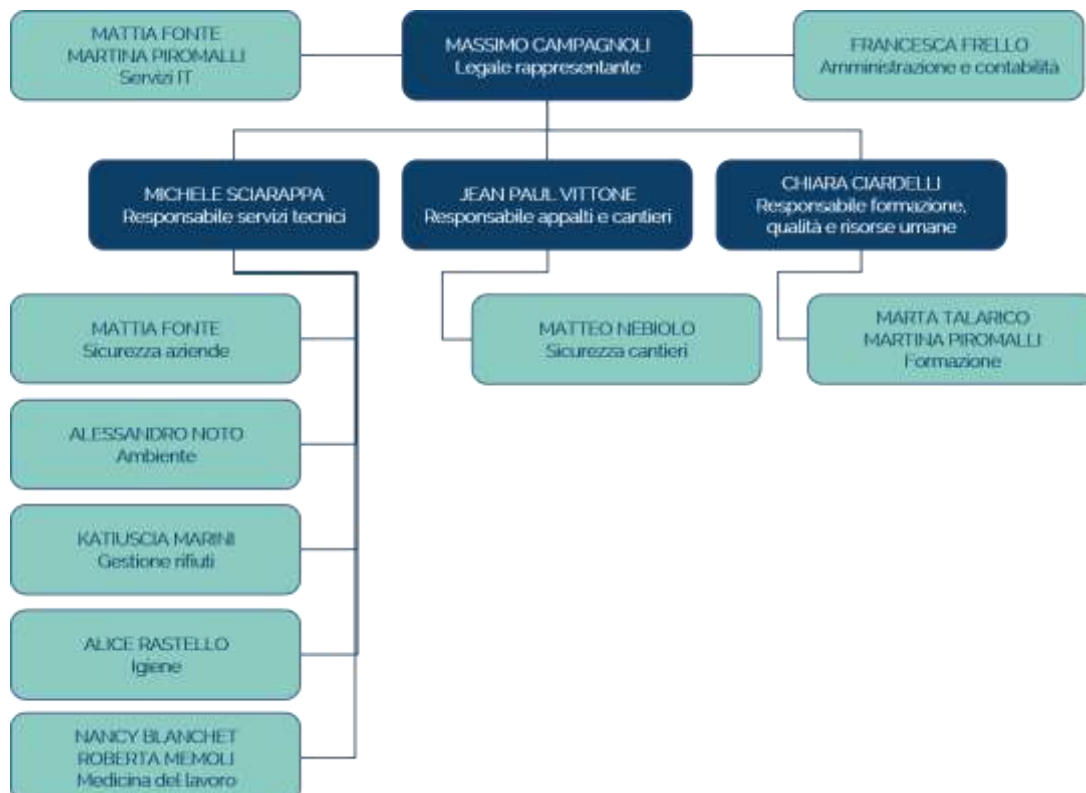 MATTIA FONTE
MARTINA PIROMALLI
Servizi IT
MASSIMO CAMPAGNOLI
Legale rappresentante
FRANCESCA FRELLO
Amministrazione e contabilità
MICHELE SCIARAPPA
Responsabile servizi tecnici
JEAN PAUL VITTONE
Responsabile appalti e cantieri
CHIARA CIARDELLI
Responsabile formazione,
qualità e risorse umane
MATTIA FONTE
Sicurezza aziende
MATTEO NEBIOLO
Sicurezza cantieri
MARTA TALARICO
MARTINA PIROMALLI
Formazione
ALESSANDRO NOTO
Ambiente
KATIUSCIA MARINI
Gestione rifiuti
ALICE RASTELLO
Igiene
NANCY BLANCHET
ROBERTA MEMOLI
Medicina del lavoro